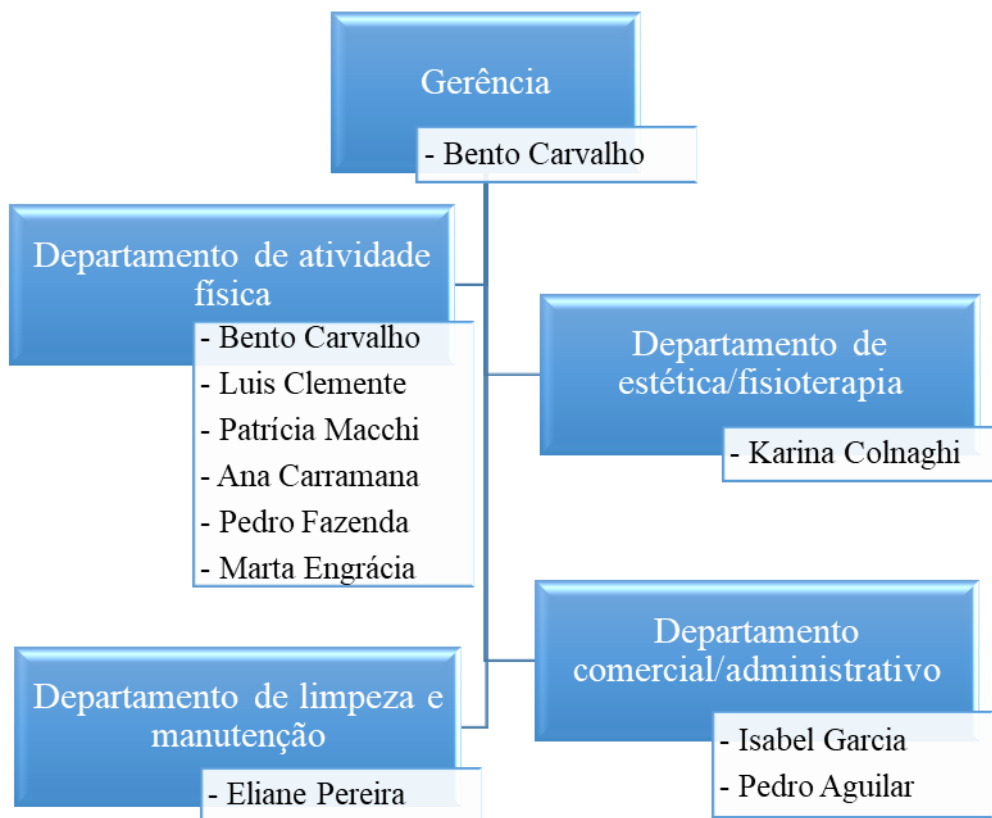 Gerência
- Bento Carvalho
Departamento de atividade
física
- Bento Carvalho
- Luis Clemente
- Patrícia Macchi
- Ana Carramana
- Pedro Fazenda
- Marta Engrácia
Departamento de
estética/fisioterapia
- Karina Colnaghi
Departamento de limpeza e
manutenção
- Eliane Pereira
Departamento
comercial/administrativo
- Isabel Garcia
- Pedro Aguilar